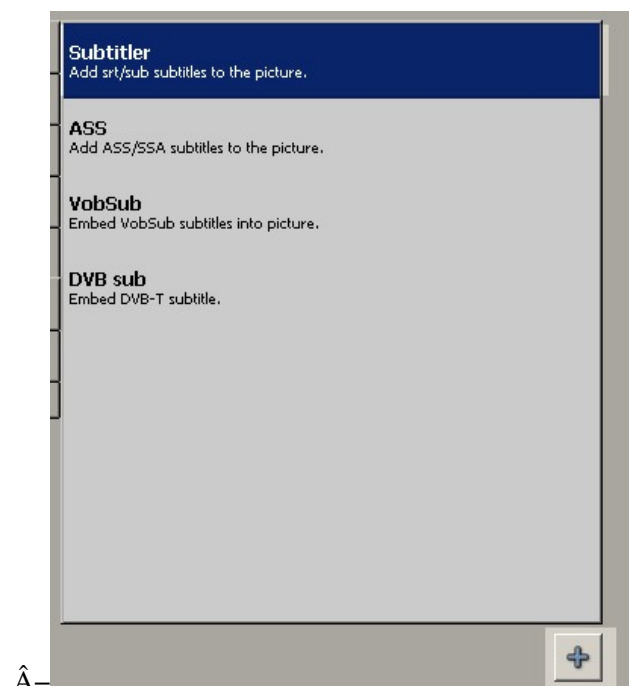 Subtitler
Add srt/sub subtitles to the picture.
ASS
Add ASS/SSA subtitles to the picture.
VobSub
Embed VobSub subtitles into picture.
DVB sub
Embed DVB-T subtitle.
Â–